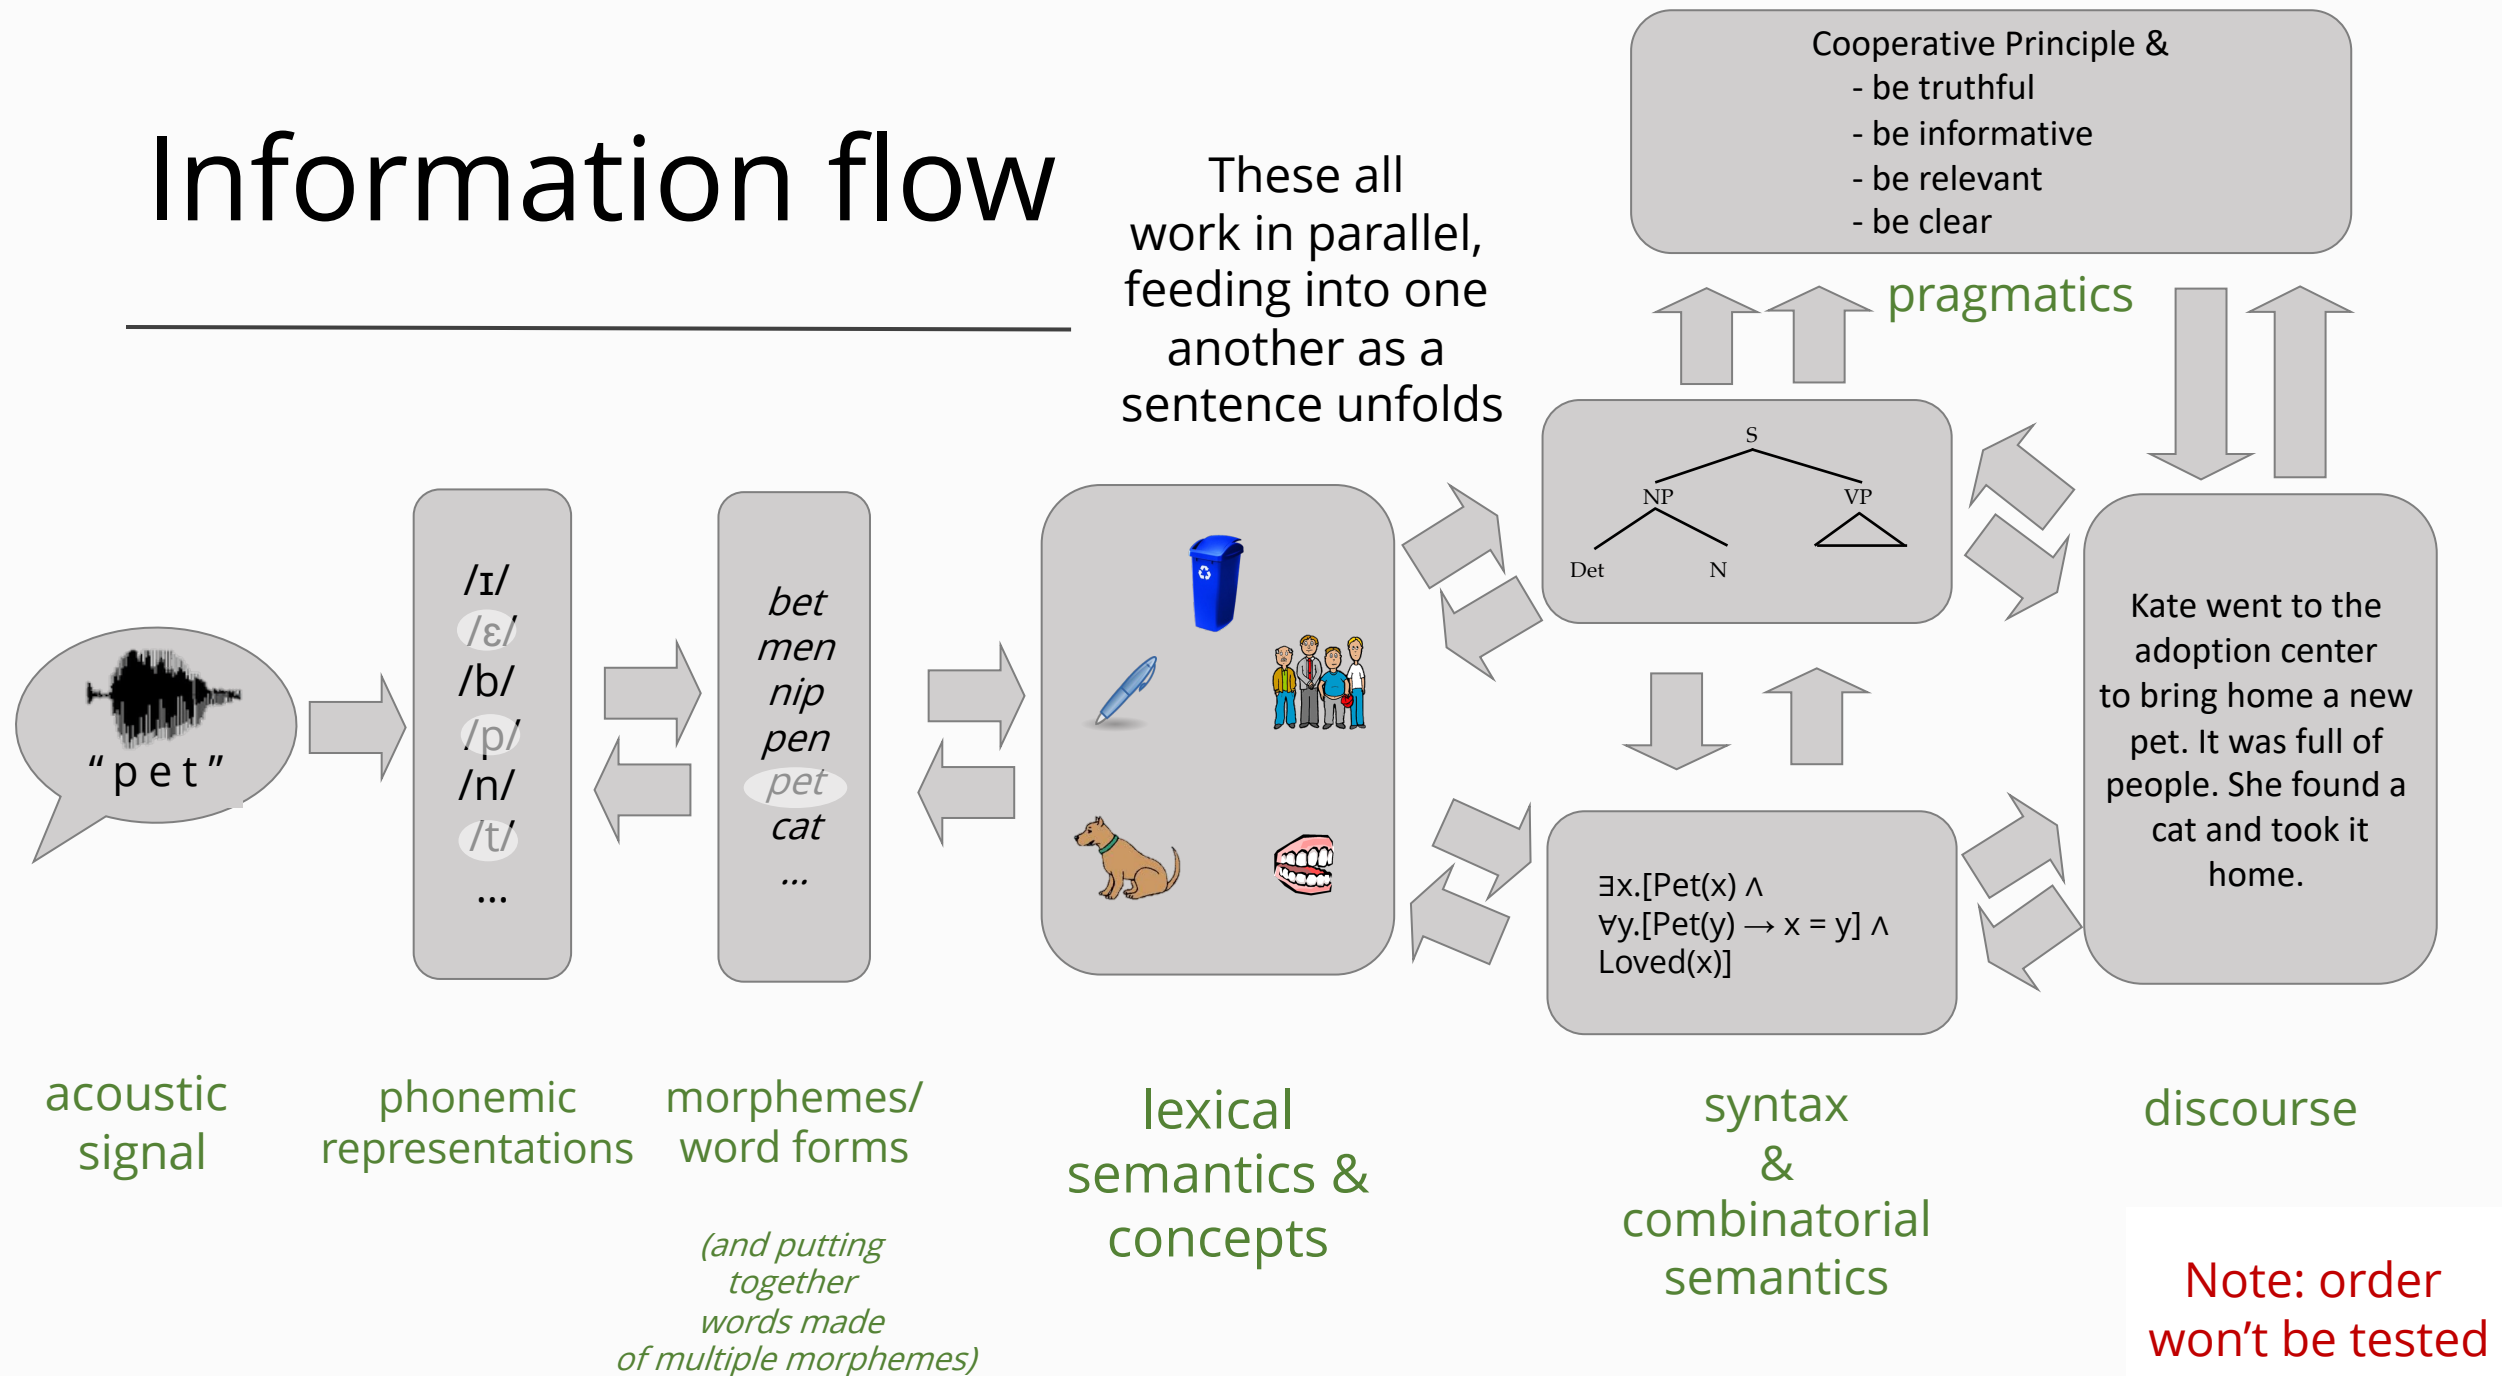 Information flow
These all
work in parallel,
feeding into one
another as a
sentence unfolds
Cooperative Principle &
- be truthful
- be informative
- be relevant
- be clear
pragmatics
“pet”
/ɪ/
/ɛ/
/b/
/p/
/n/
/t/
...
bet
men
nip
pen
pet
cat
...
S
NP VP
Det N
∃x.[Pet(x) ∧
∀y.[Pet(y) → x = y] ∧
Loved(x)]
Kate went to the
adoption center
to bring home a new
pet. It was full of
people. She found a
cat and took it
home.
acoustic
signal
phonemic
representations
morphemes/
word forms
(and putting
together
words made
of multiple morphemes)
lexical
semantics &
concepts
syntax
&
combinatorial
semantics
discourse
Note: order
won’t be tested